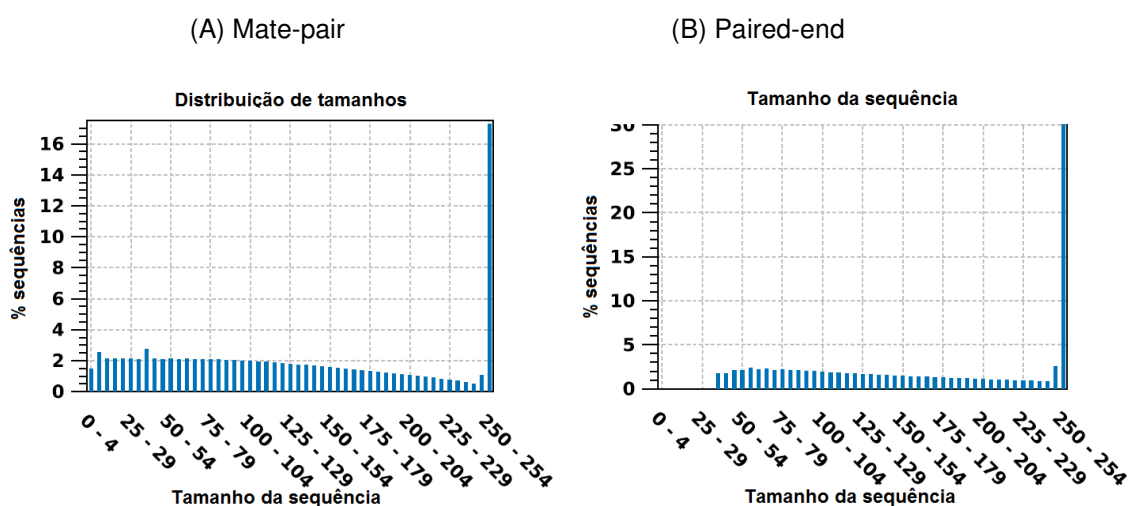 (A) Mate-pair
(B) Paired-end
Distribuição de tamanhos
% sequências
16
14
12
10
8
6
4
2
0
0 - 4
25 - 29
50 - 54
75 - 79
100 - 104
125 - 129
150 - 154
175 - 179
200 - 204
225 - 229
250 - 254
Tamanho da sequência
Tamanho da sequência
% sequências
30
25
20
15
10
5
0
0 - 4
25 - 29
50 - 54
75 - 79
100 - 104
125 - 129
150 - 154
175 - 179
200 - 204
225 - 229
250 - 254
Tamanho da sequência